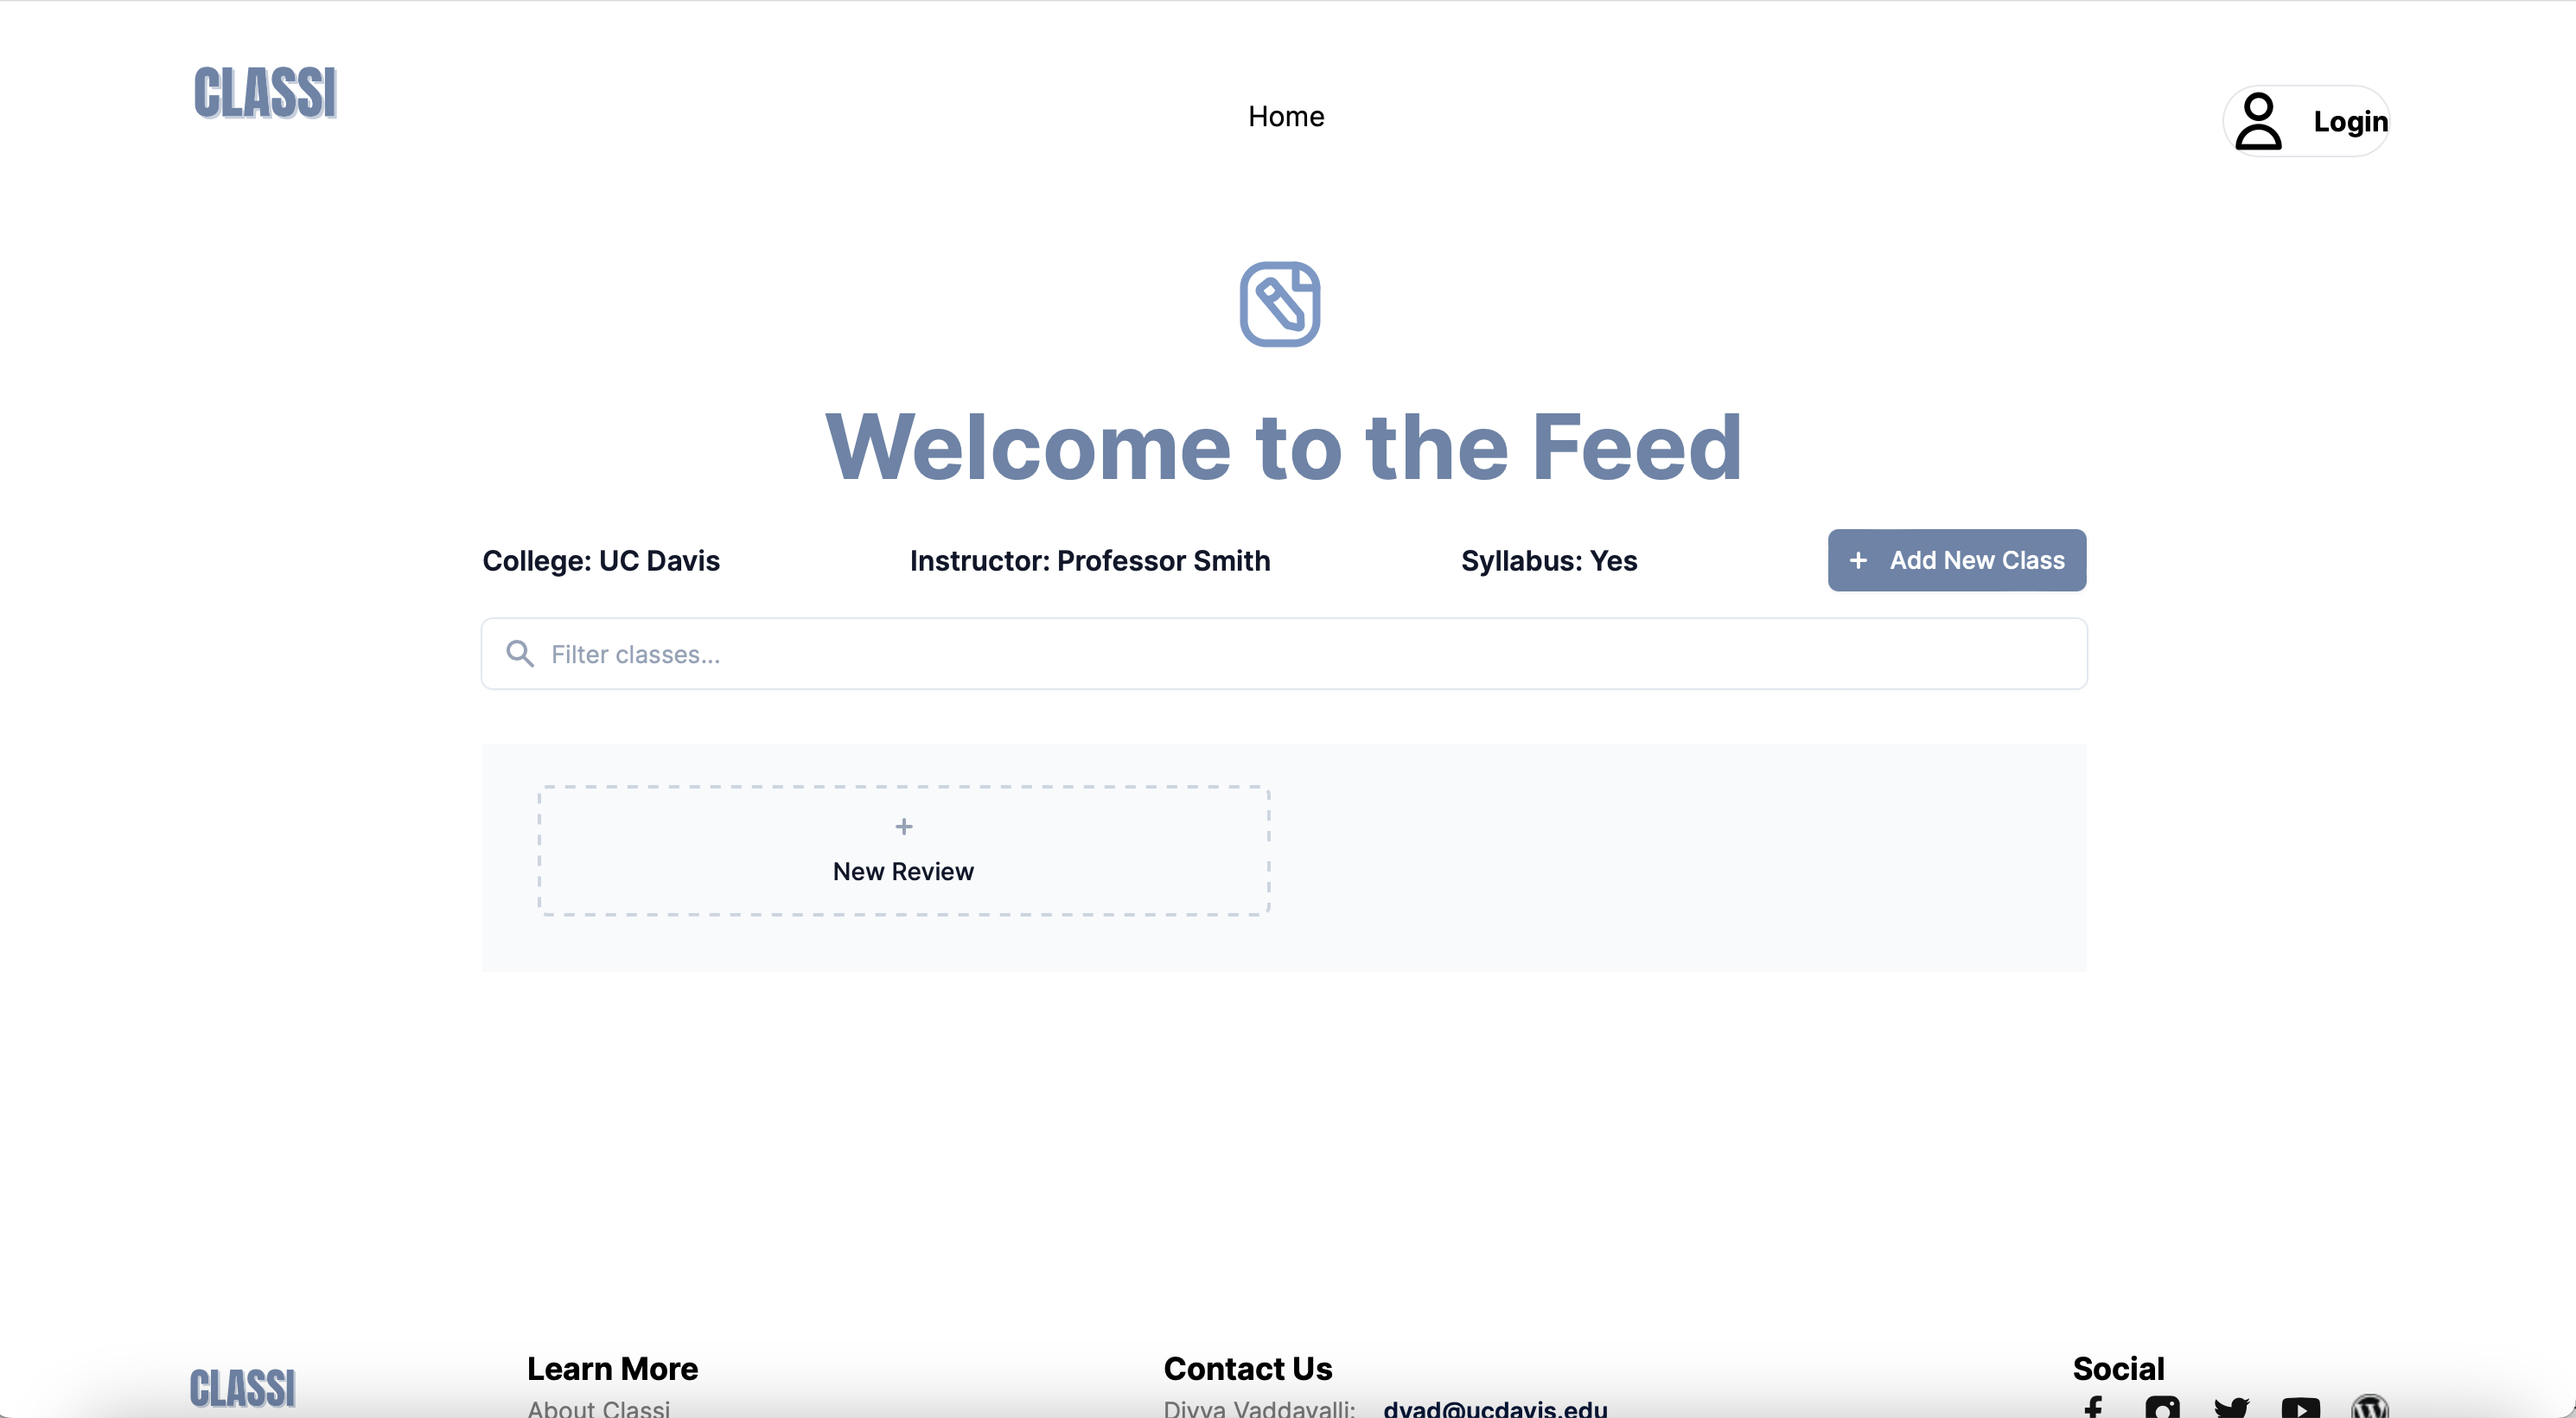 CLASSI
Home
Login
Welcome to the Feed
College: UC Davis
Instructor: Professor Smith
Syllabus: Yes
+ Add New Class
Filter classes...
+
New Review
CLASSI
Learn More
Contact Us
Social
About Classi
Divya Vaddavalli: dvad@ucdavis.edu